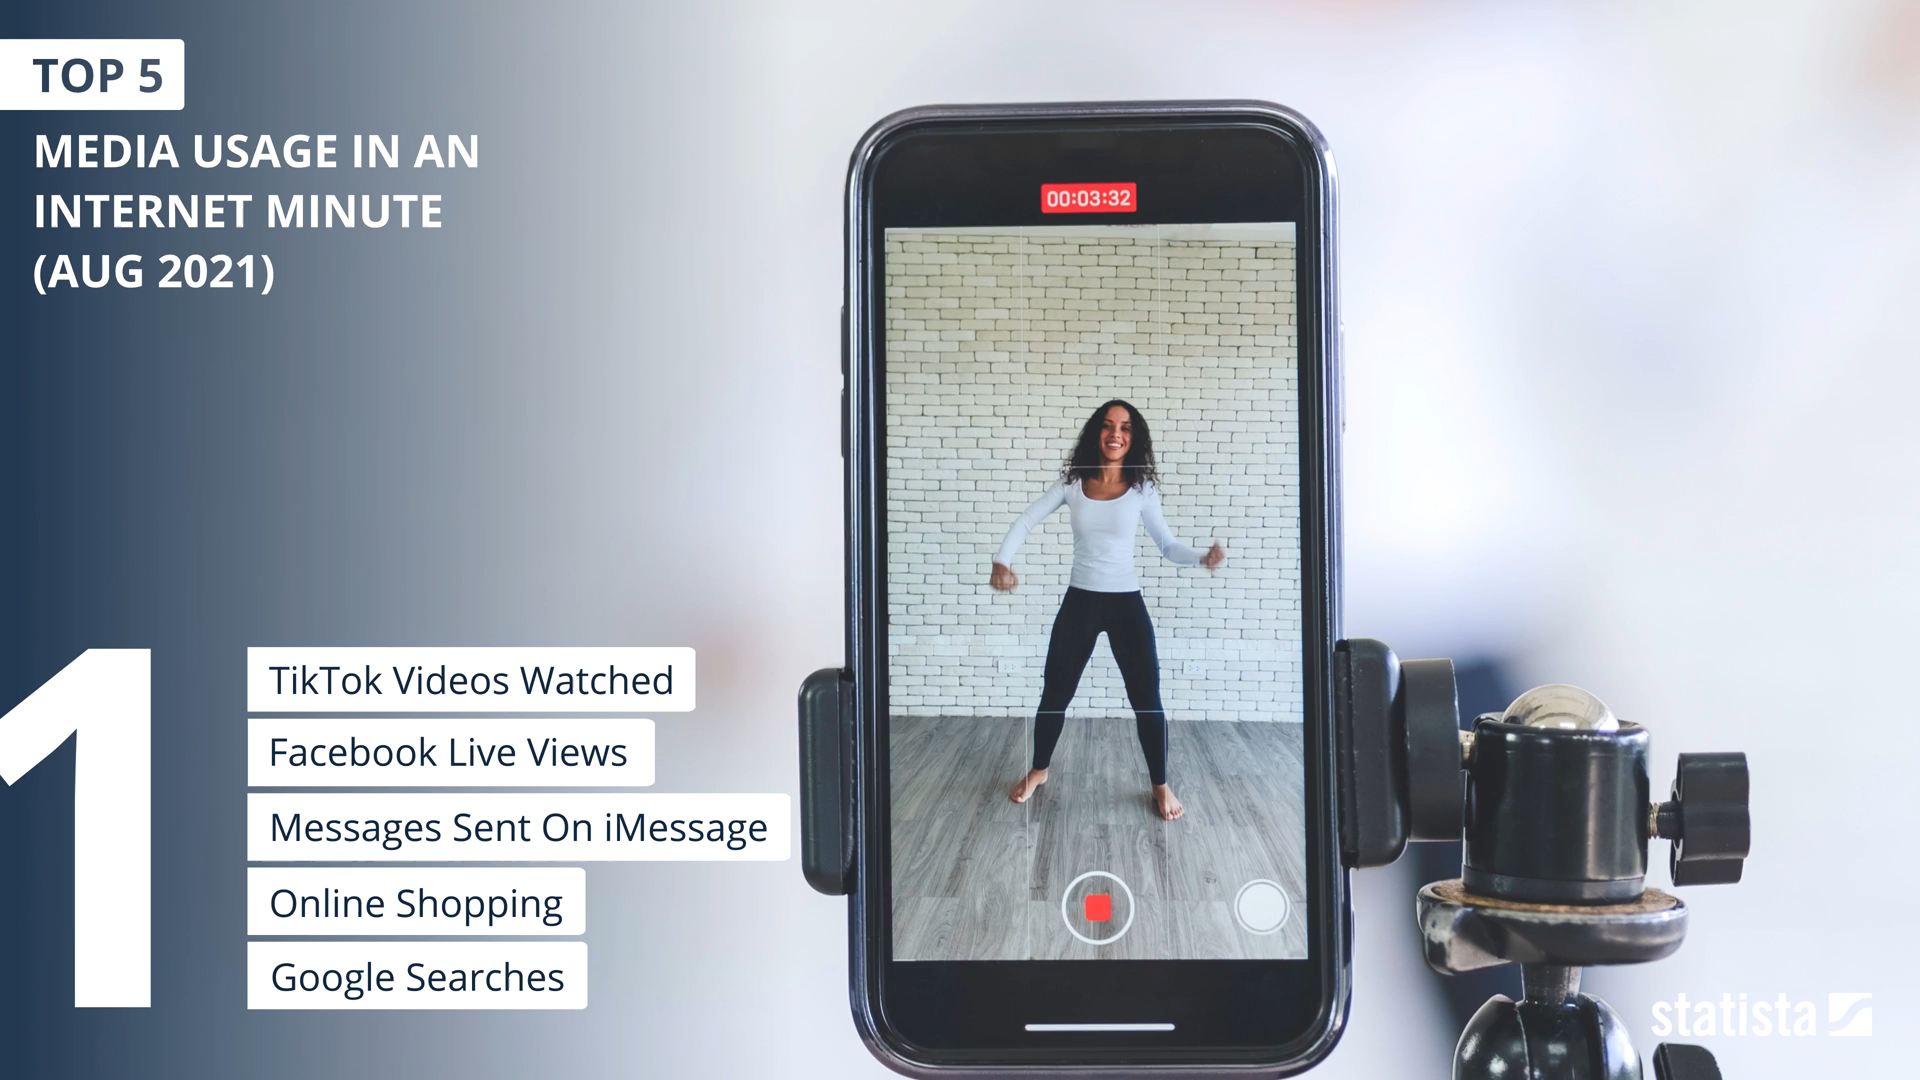 TOP 5
MEDIA USAGE IN AN
INTERNET MINUTE
(AUG 2021)
00:03:32
1
TikTok Videos Watched
Facebook Live Views
Messages Sent On iMessage
Online Shopping
Google Searches
statista